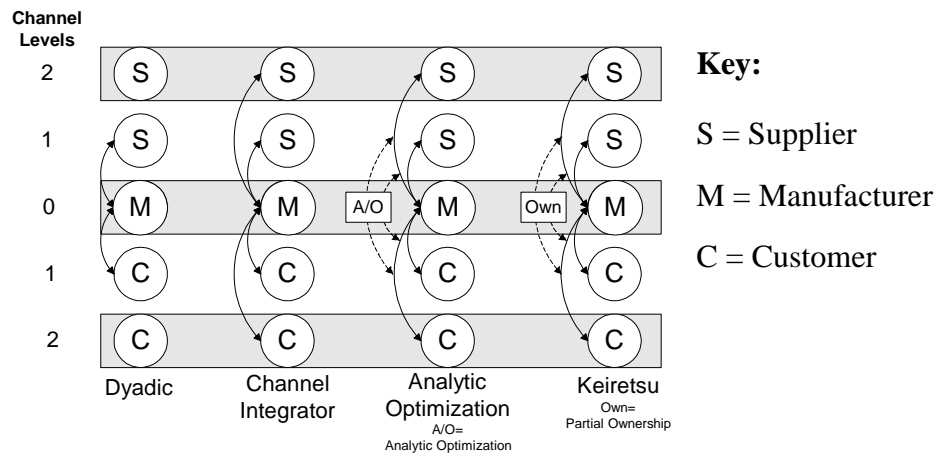 Channel
Levels
2
S
S
S
S
Key:
1
S
S
S
S
S = Supplier
0
M
M
A/O
M
Own
M
M = Manufacturer
1
C
C
C
C
C = Customer
2
C
C
C
C
Dyadic
Channel
Integrator
Analytic
Optimization
A/O=
Analytic Optimization
Keiretsu
Own=
Partial Ownership